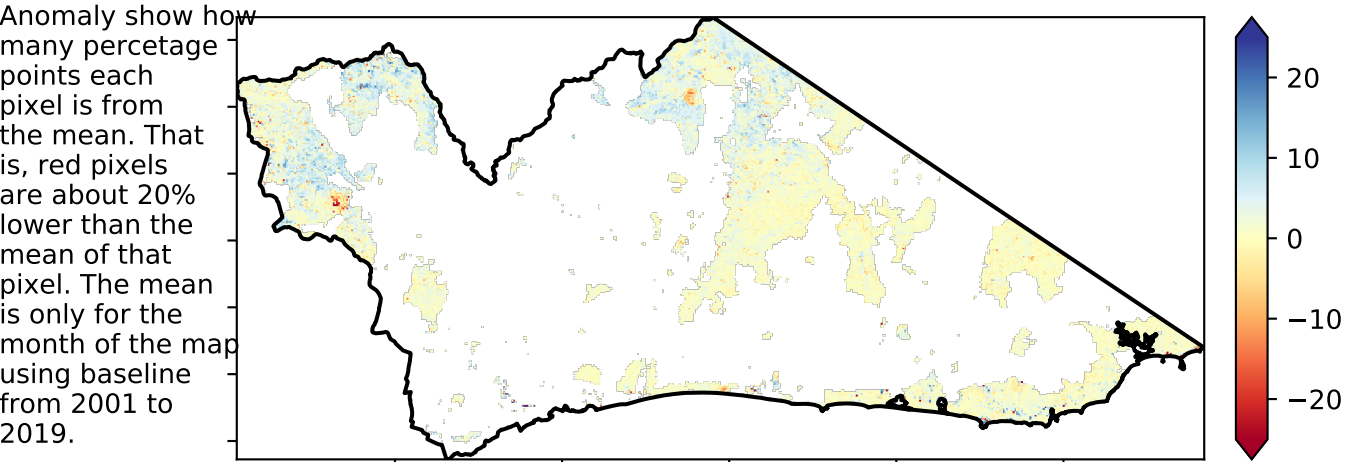 Anomaly show how
many percetage
points each
pixel is from
the mean. That
is, red pixels
are about 20%
lower than the
mean of that
pixel. The mean
is only for the
month of the map
using baseline
from 2001 to
2019.
20
10
0
−10
−20